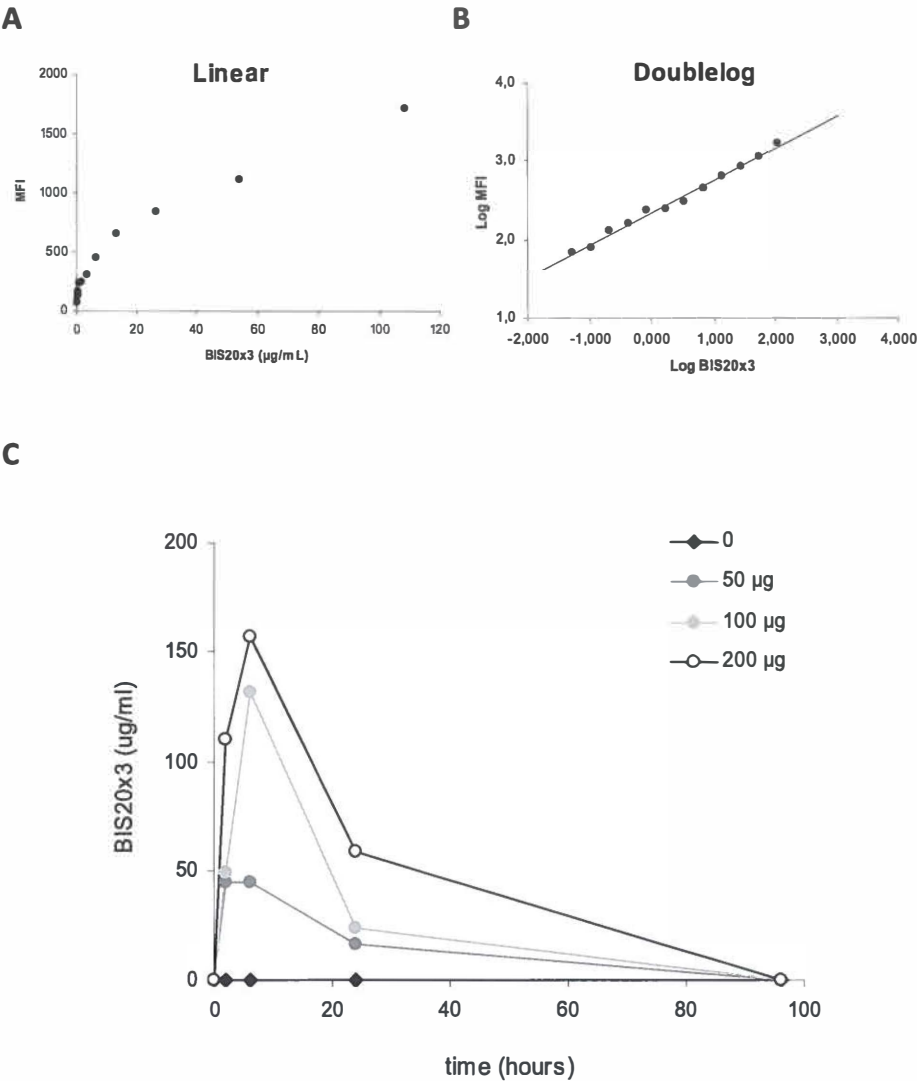 A
Linear
2000
1500
1000
500
0
MFI
0 20 40 60 80 100 120
BIS20x3 (µg/mL)
B
Doublelog
4,0
3,0
2,0
1,0
Log MFI
-2,000 -1,000 0,000 1,000 2,000 3,000 4,000
Log BIS20x3
C
200
150
100
50
0
BIS20x3 (ug/ml)
0
50 µg
100 µg
200 µg
0 20 40 60 80 100
time (hours)